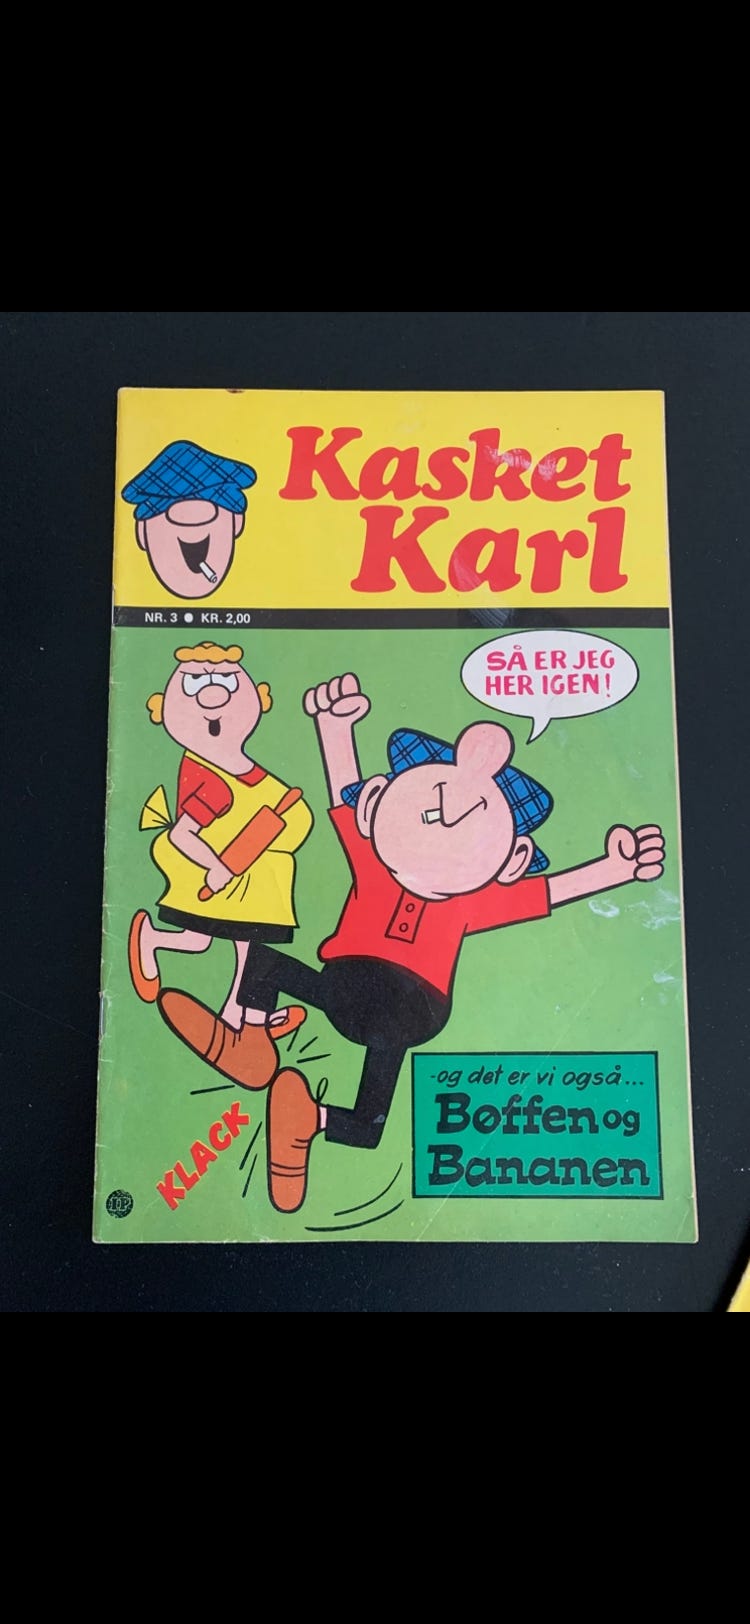 Kasket
Karl
NR. 3 ● KR. 2,00
SÅ ER JEG
HER IGEN!
-og det er vi også...
Bøffen og
Bananen
KLACK
IP